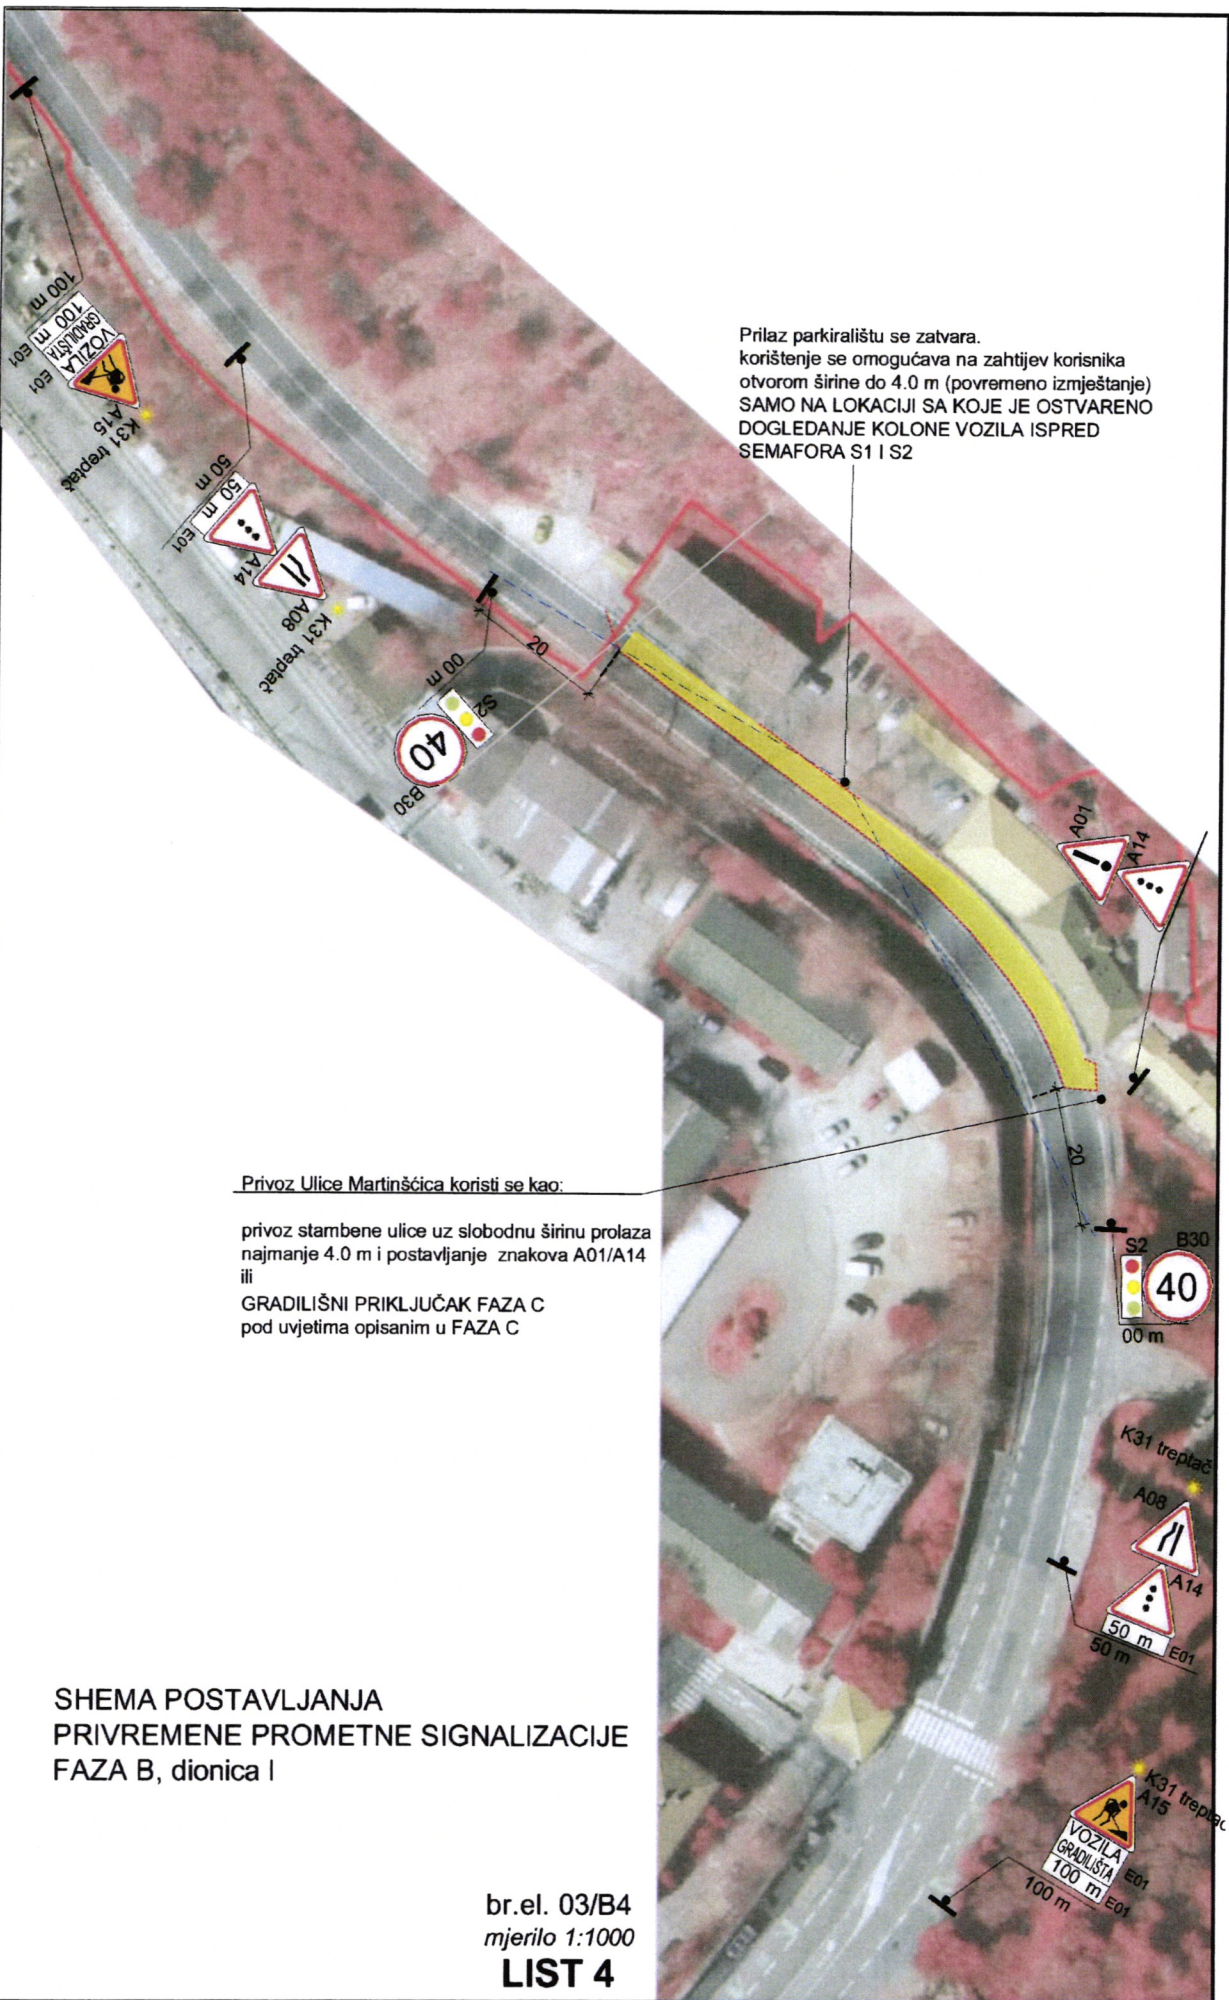 Prilaz parkiralištu se zatvara.
korištenje se omogućava na zahtijev korisnika
otvorom širine do 4.0 m (povremeno izmještanje)
SAMO NA LOKACIJI SA KOJE JE OSTVARENO
DOGLEDANJE KOLONE VOZILA ISPRED
SEMAFORA S1 I S2
100 m
E01
100 m
E01
VOZILA
GRADILIŠTA
A15
K31 treptač
50 m
50 m
E01
A14
A08
K31 treptač
20
00 m
S2
40
B30
A01
A14
20
Privoz Ulice Martinšćica koristi se kao:
privoz stambene ulice uz slobodnu širinu prolaza
najmanje 4.0 m i postavljanje znakova A01/A14
ili
GRADILIŠNI PRIKLJUČAK FAZA C
pod uvjetima opisanim u FAZA C
S2
B30
40
00 m
K31 treptač
A08
A14
50 m
E01
50 m
K31 treptač
A15
VOZILA
GRADILIŠTA
E01
100 m
E01
100 m
SHEMA POSTAVLJANJA
PRIVREMENE PROMETNE SIGNALIZACIJE
FAZA B, dionica I
br.el. 03/B4
mjerilo 1:1000
LIST 4